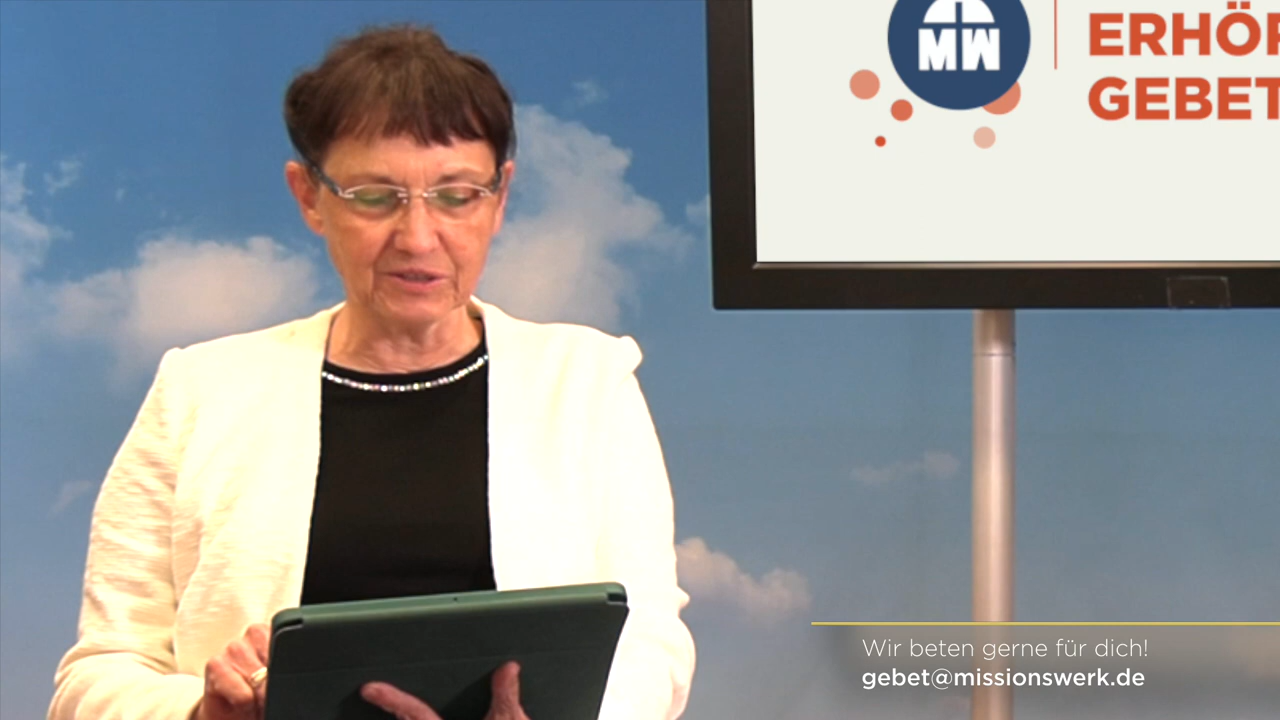 MW
ERHÖ
GEBET
Wir beten gerne für dich!
gebet@missionswerk.de